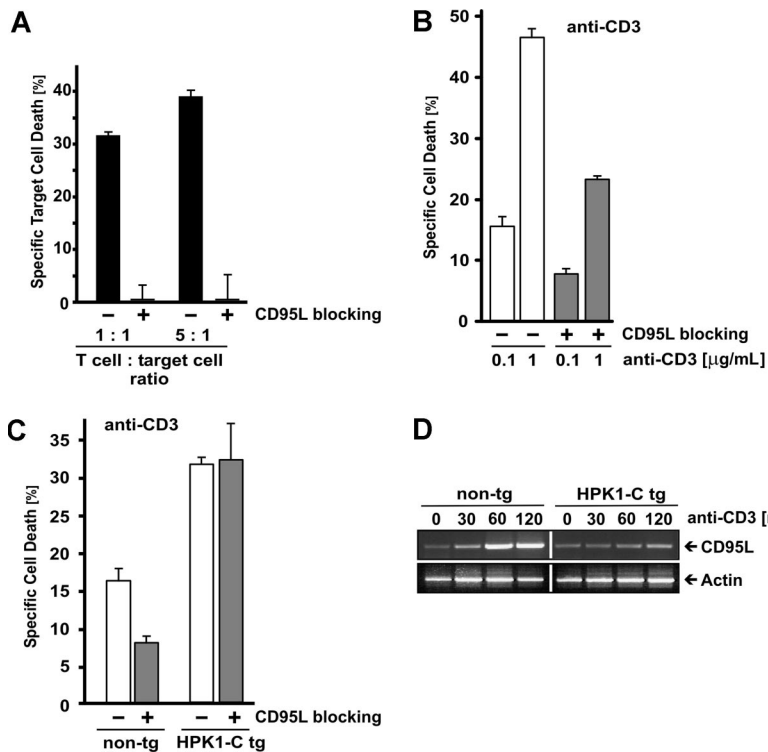 A
Specific Target Cell Death [%]
40
30
20
10
0
− + − +
CD95L blocking
1 : 1 5 : 1
T cell : target cell
ratio
B
anti-CD3
Specific Cell Death [%]
50
40
30
20
10
0
− − + +
CD95L blocking
0.1 1 0.1 1
anti-CD3 [µg/mL]
C
anti-CD3
Specific Cell Death [%]
35
30
25
20
15
10
5
0
− + − +
CD95L blocking
non-tg HPK1-C tg
D
non-tg HPK1-C tg
0 30 60 120 0 30 60 120 anti-CD3 [
← CD95L
← Actin